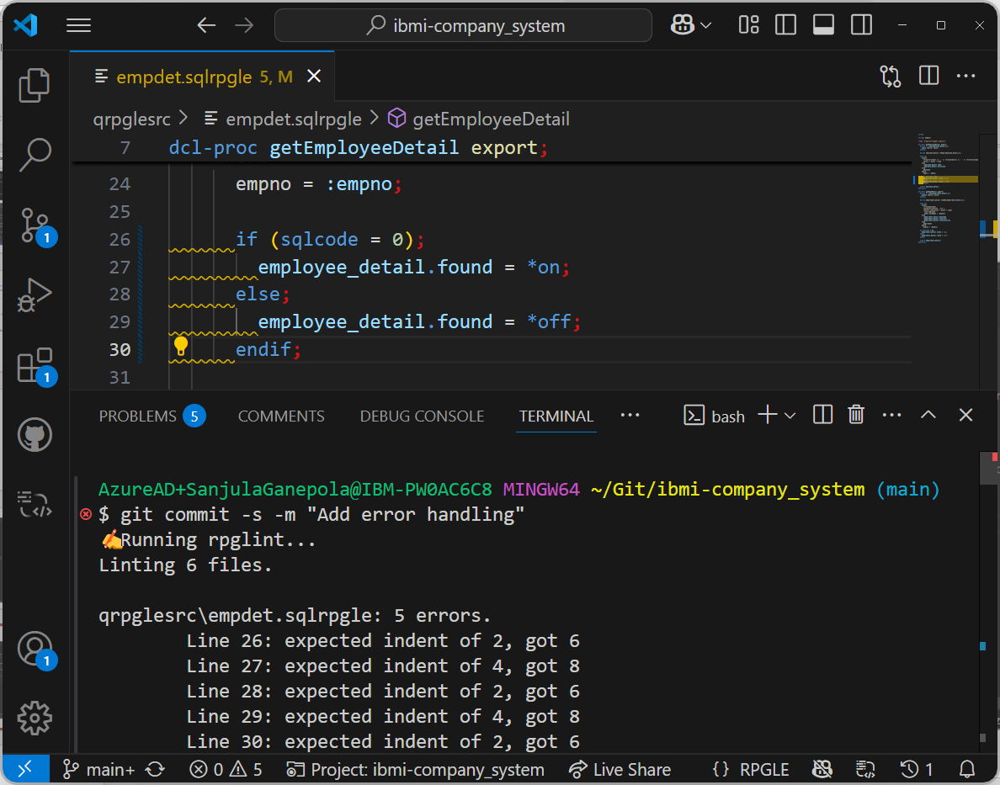 ibmi-company_system
empdet.sqlrpgle 5, M
qrpglesrc > empdet.sqlrpgle > getEmployeeDetail
7 dcl-proc getEmployeeDetail export;
24 empno = :empno;
25
26 if (sqlcode = 0);
27 employee_detail.found = *on;
28 else;
29 employee_detail.found = *off;
30 endif;
31
PROBLEMS 5 COMMENTS DEBUG CONSOLE TERMINAL ··· bash
AzureAD+SanjulaGanepola@IBM-PW0AC6C8 MINGW64 ~/Git/ibmi-company_system (main)
$ git commit -s -m "Add error handling"
✍Running rpglint...
Linting 6 files.
qrpglesrc\empdet.sqlrpgle: 5 errors.
Line 26: expected indent of 2, got 6
Line 27: expected indent of 4, got 8
Line 28: expected indent of 2, got 6
Line 29: expected indent of 4, got 8
Line 30: expected indent of 2, got 6
1
1
1
main+ 0 5 Project: ibmi-company_system Live Share {} RPGLE 1